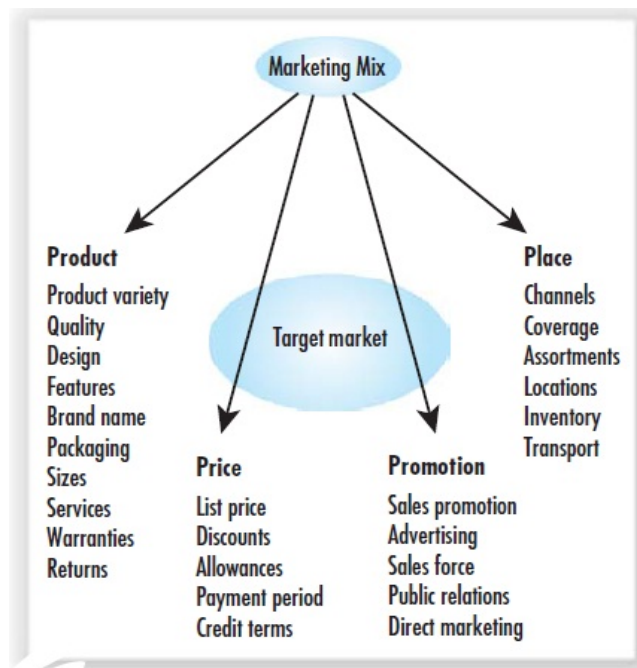 Marketing Mix
Product
Product variety
Quality
Design
Features
Brand name
Packaging
Sizes
Services
Warranties
Returns
Target market
Price
List price
Discounts
Allowances
Payment period
Credit terms
Promotion
Sales promotion
Advertising
Sales force
Public relations
Direct marketing
Place
Channels
Coverage
Assortments
Locations
Inventory
Transport